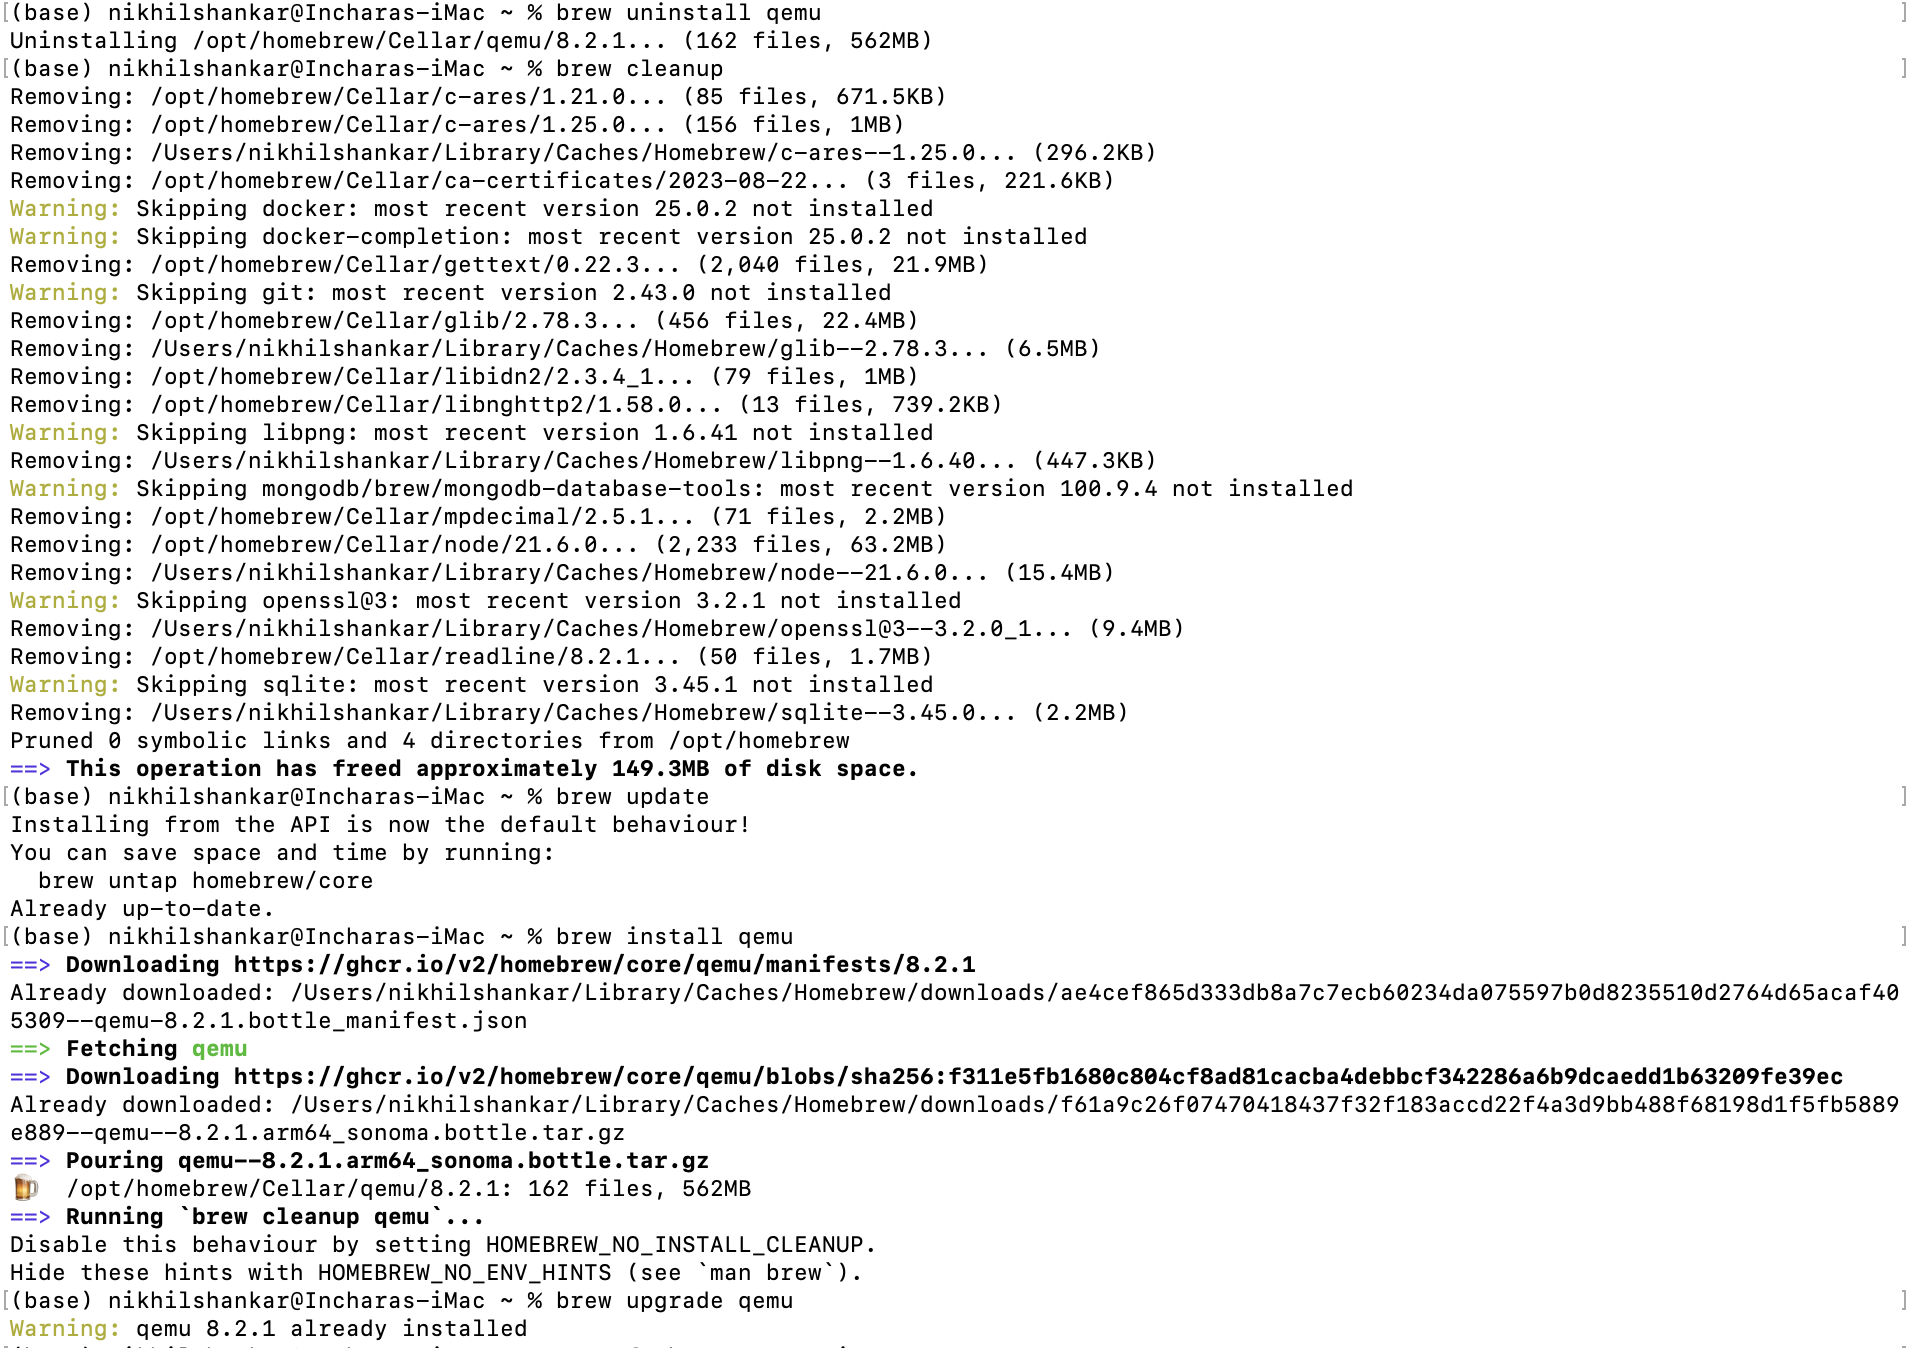 [(base) nikhilshankar@Incharas-iMac ~ % brew uninstall qemu ]
Uninstalling /opt/homebrew/Cellar/qemu/8.2.1... (162 files, 562MB)
[(base) nikhilshankar@Incharas-iMac ~ % brew cleanup ]
Removing: /opt/homebrew/Cellar/c-ares/1.21.0... (85 files, 671.5KB)
Removing: /opt/homebrew/Cellar/c-ares/1.25.0... (156 files, 1MB)
Removing: /Users/nikhilshankar/Library/Caches/Homebrew/c-ares--1.25.0... (296.2KB)
Removing: /opt/homebrew/Cellar/ca-certificates/2023-08-22... (3 files, 221.6KB)
Warning: Skipping docker: most recent version 25.0.2 not installed
Warning: Skipping docker-completion: most recent version 25.0.2 not installed
Removing: /opt/homebrew/Cellar/gettext/0.22.3... (2,040 files, 21.9MB)
Warning: Skipping git: most recent version 2.43.0 not installed
Removing: /opt/homebrew/Cellar/glib/2.78.3... (456 files, 22.4MB)
Removing: /Users/nikhilshankar/Library/Caches/Homebrew/glib--2.78.3... (6.5MB)
Removing: /opt/homebrew/Cellar/libidn2/2.3.4_1... (79 files, 1MB)
Removing: /opt/homebrew/Cellar/libnghttp2/1.58.0... (13 files, 739.2KB)
Warning: Skipping libpng: most recent version 1.6.41 not installed
Removing: /Users/nikhilshankar/Library/Caches/Homebrew/libpng--1.6.40... (447.3KB)
Warning: Skipping mongodb/brew/mongodb-database-tools: most recent version 100.9.4 not installed
Removing: /opt/homebrew/Cellar/mpdecimal/2.5.1... (71 files, 2.2MB)
Removing: /opt/homebrew/Cellar/node/21.6.0... (2,233 files, 63.2MB)
Removing: /Users/nikhilshankar/Library/Caches/Homebrew/node--21.6.0... (15.4MB)
Warning: Skipping openssl@3: most recent version 3.2.1 not installed
Removing: /Users/nikhilshankar/Library/Caches/Homebrew/openssl@3--3.2.0_1... (9.4MB)
Removing: /opt/homebrew/Cellar/readline/8.2.1... (50 files, 1.7MB)
Warning: Skipping sqlite: most recent version 3.45.1 not installed
Removing: /Users/nikhilshankar/Library/Caches/Homebrew/sqlite--3.45.0... (2.2MB)
Pruned 0 symbolic links and 4 directories from /opt/homebrew
==> This operation has freed approximately 149.3MB of disk space.
[(base) nikhilshankar@Incharas-iMac ~ % brew update ]
Installing from the API is now the default behaviour!
You can save space and time by running:
  brew untap homebrew/core
Already up-to-date.
[(base) nikhilshankar@Incharas-iMac ~ % brew install qemu ]
==> Downloading https://ghcr.io/v2/homebrew/core/qemu/manifests/8.2.1
Already downloaded: /Users/nikhilshankar/Library/Caches/Homebrew/downloads/ae4cef865d333db8a7c7ecb60234da075597b0d8235510d2764d65acaf40
5309--qemu-8.2.1.bottle_manifest.json
==> Fetching qemu
==> Downloading https://ghcr.io/v2/homebrew/core/qemu/blobs/sha256:f311e5fb1680c804cf8ad81cacba4debbcf342286a6b9dcaedd1b63209fe39ec
Already downloaded: /Users/nikhilshankar/Library/Caches/Homebrew/downloads/f61a9c26f07470418437f32f183accd22f4a3d9bb488f68198d1f5fb5889
e889--qemu--8.2.1.arm64_sonoma.bottle.tar.gz
==> Pouring qemu--8.2.1.arm64_sonoma.bottle.tar.gz
🍺  /opt/homebrew/Cellar/qemu/8.2.1: 162 files, 562MB
==> Running `brew cleanup qemu`...
Disable this behaviour by setting HOMEBREW_NO_INSTALL_CLEANUP.
Hide these hints with HOMEBREW_NO_ENV_HINTS (see `man brew`).
[(base) nikhilshankar@Incharas-iMac ~ % brew upgrade qemu ]
Warning: qemu 8.2.1 already installed